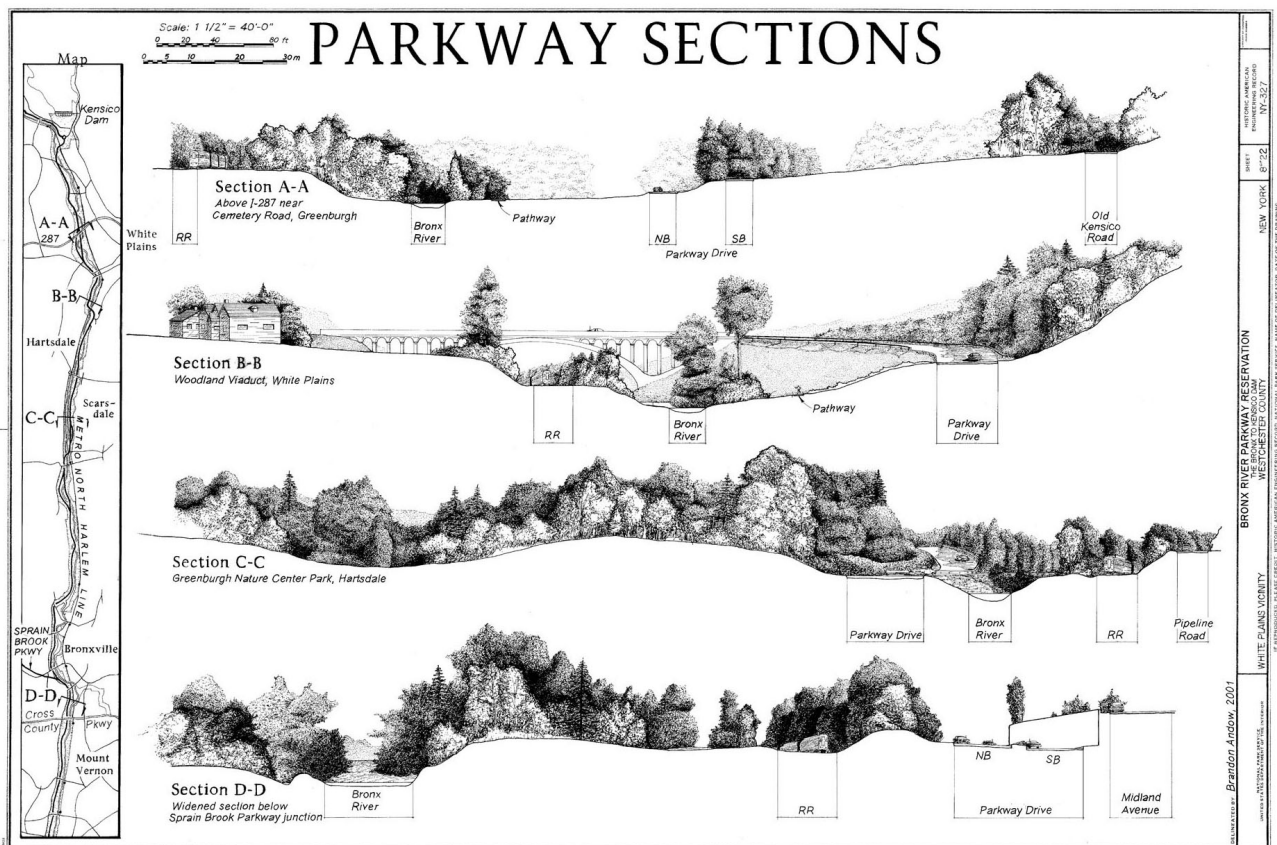 PARKWAY SECTIONS
Scale: 1 1/2" = 40'-0"
0 20 40 80 ft
0 5 10 20 30 m
Map
Kensico
Dam
A-A
287
White
Plains
B-B
Hartsdale
C-C
Scars-
dale
METRO NORTH HARLEM LINE
SPRAIN
BROOK
PKWY
Bronxville
D-D
Cross
County
Pkwy
Mount
Vernon
Section A-A
Above I-287 near
Cemetery Road, Greenburgh
RR
Bronx
River
Pathway
NB
SB
Parkway Drive
Old
Kensico
Road
Section B-B
Woodland Viaduct, White Plains
RR
Bronx
River
Pathway
Parkway
Drive
Section C-C
Greenburgh Nature Center Park, Hartsdale
Parkway Drive
Bronx
River
RR
Pipeline
Road
Section D-D
Widened section below
Sprain Brook Parkway junction
Bronx
River
RR
NB
SB
Parkway Drive
Midland
Avenue
HISTORIC AMERICAN
ENGINEERING RECORD
NY-327
SHEET
8 OF 22
NEW YORK
BRONX RIVER PARKWAY RESERVATION
THE BRONX TO KENSICO DAM
WESTCHESTER COUNTY
WHITE PLAINS VICINITY
DELINEATED BY: Brandon Andow, 2001
NATIONAL PARK SERVICE
UNITED STATES DEPARTMENT OF THE INTERIOR